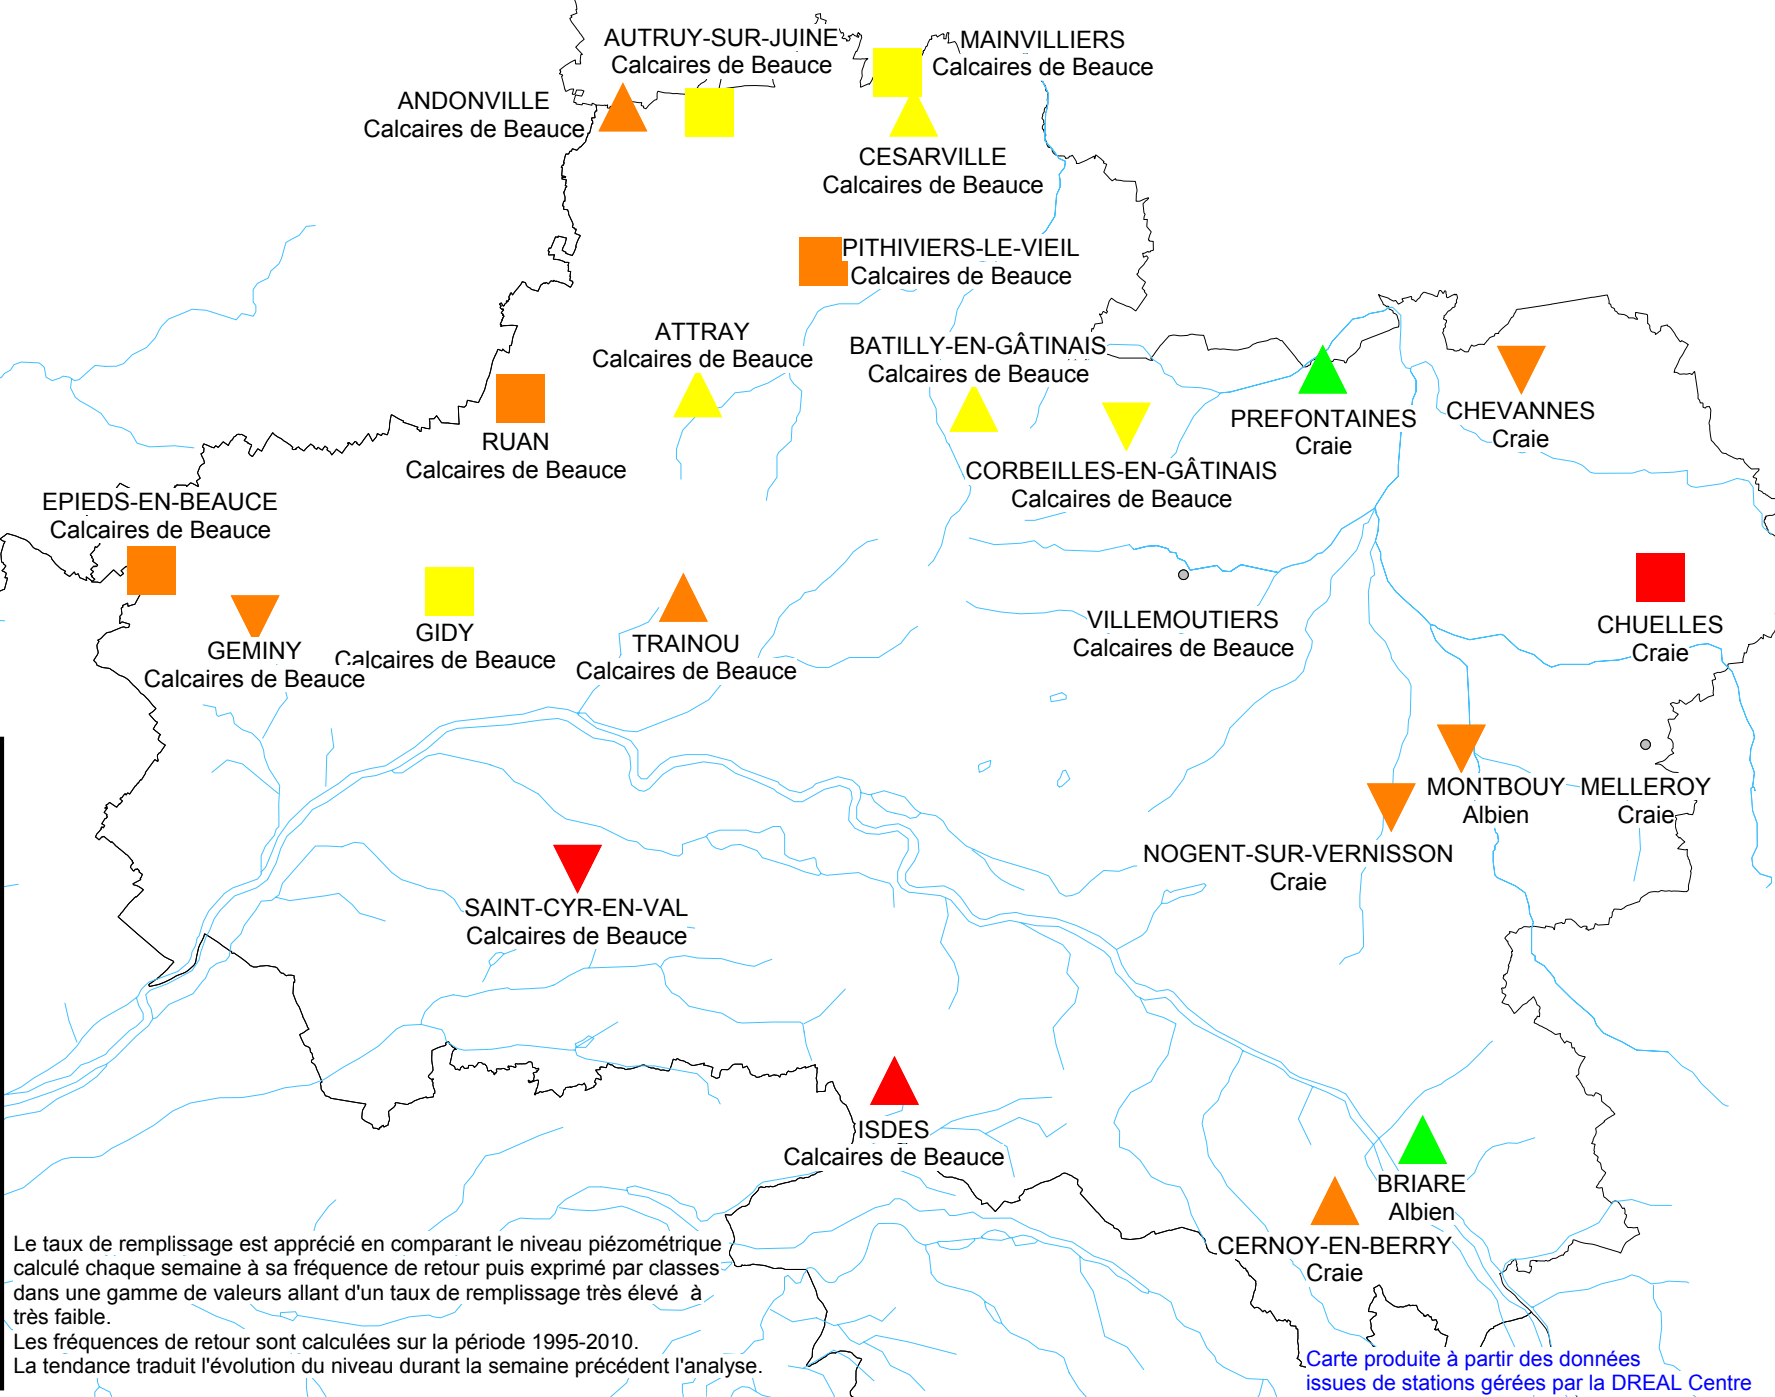 AUTRUY-SUR-JUINE
Calcaires de Beauce
MAINVILLIERS
Calcaires de Beauce
ANDONVILLE
Calcaires de Beauce
CESARVILLE
Calcaires de Beauce
PITHIVIERS-LE-VIEIL
Calcaires de Beauce
ATTRAY
Calcaires de Beauce
BATILLY-EN-GÂTINAIS
Calcaires de Beauce
PREFONTAINES
Craie
CHEVANNES
Craie
RUAN
Calcaires de Beauce
CORBEILLES-EN-GÂTINAIS
Calcaires de Beauce
EPIEDS-EN-BEAUCE
Calcaires de Beauce
GEMINY
Calcaires de Beauce
GIDY
Calcaires de Beauce
TRAINOU
Calcaires de Beauce
VILLEMOUTIERS
Calcaires de Beauce
CHUELLES
Craie
MONTBOUY
Albien
MELLEROY
Craie
NOGENT-SUR-VERNISSON
Craie
SAINT-CYR-EN-VAL
Calcaires de Beauce
ISDES
Calcaires de Beauce
BRIARE
Albien
CERNOY-EN-BERRY
Craie
Le taux de remplissage est apprécié en comparant le niveau piézométrique
calculé chaque semaine à sa fréquence de retour puis exprimé par classes
dans une gamme de valeurs allant d'un taux de remplissage très élevé à
très faible.
Les fréquences de retour sont calculées sur la période 1995-2010.
La tendance traduit l'évolution du niveau durant la semaine précédent l'analyse.
Carte produite à partir des données
issues de stations gérées par la DREAL Centre